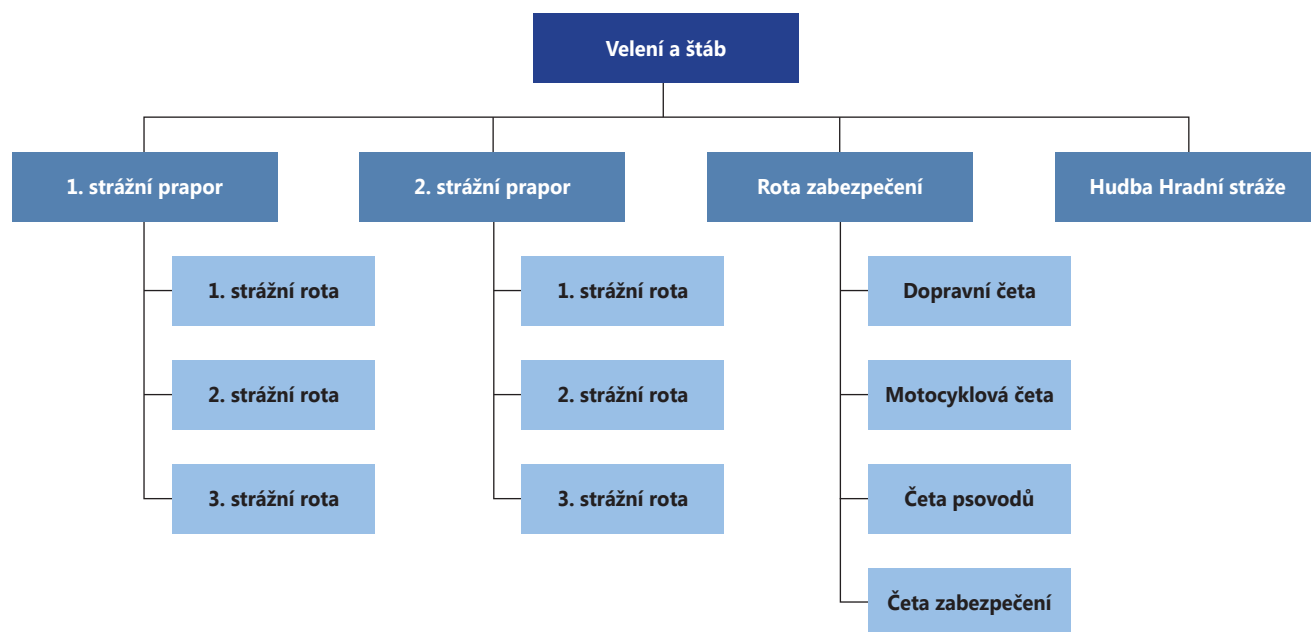 Velení a štáb
1. strážní prapor
2. strážní prapor
Rota zabezpečení
Hudba Hradní stráže
1. strážní rota
1. strážní rota
Dopravní četa
2. strážní rota
2. strážní rota
Motocyklová četa
3. strážní rota
3. strážní rota
Četa psovodů
Četa zabezpečení